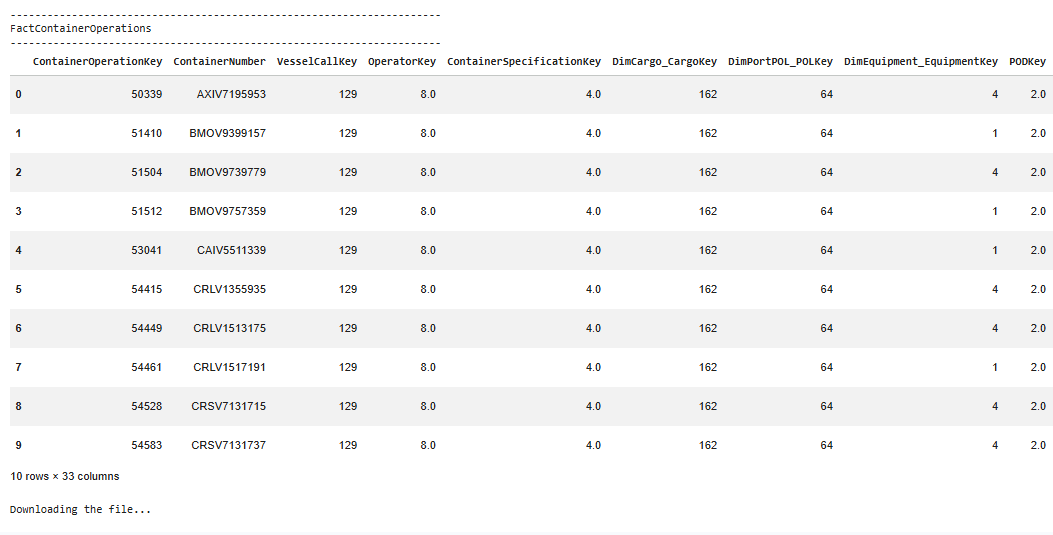 ---------------------------------------------------------------------
FactContainerOperations
---------------------------------------------------------------------
ContainerOperationKey ContainerNumber VesselCallKey OperatorKey ContainerSpecificationKey DimCargo_CargoKey DimPortPOL_POLKey DimEquipment_EquipmentKey PODKey
0 50339 AXIV7195953 129 8.0 4.0 162 64 4 2.0
1 51410 BMOV9399157 129 8.0 4.0 162 64 1 2.0
2 51504 BMOV9739779 129 8.0 4.0 162 64 4 2.0
3 51512 BMOV9757359 129 8.0 4.0 162 64 1 2.0
4 53041 CAIV5511339 129 8.0 4.0 162 64 1 2.0
5 54415 CRLV1355935 129 8.0 4.0 162 64 4 2.0
6 54449 CRLV1513175 129 8.0 4.0 162 64 4 2.0
7 54461 CRLV1517191 129 8.0 4.0 162 64 1 2.0
8 54528 CRSV7131715 129 8.0 4.0 162 64 4 2.0
9 54583 CRSV7131737 129 8.0 4.0 162 64 4 2.0
10 rows × 33 columns
Downloading the file...